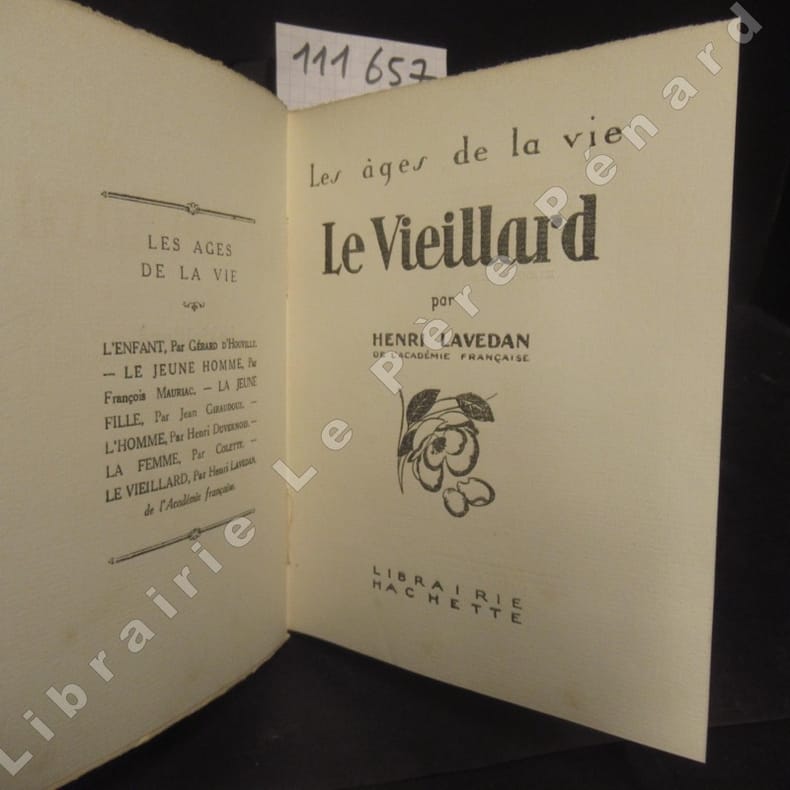 111 657
LES AGES
DE LA VIE
L'ENFANT, Par GÉRARD D'HOUVILLE.
— LE JEUNE HOMME, Par
FRANÇOIS MAURIAC. — LA JEUNE
FILLE, Par JEAN GIRAUDOUX. —
L'HOMME, Par HENRI DUVERNOIS. —
LA FEMME, Par COLETTE. —
LE VIEILLARD, Par HENRI LAVEDAN,
de l'Académie française.
Les âges de la vie
Le Vieillard
par
HENRI LAVEDAN
DE L'ACADÉMIE FRANÇAISE
LIBRAIRIE
HACHETTE
Librairie Le Père Pénard